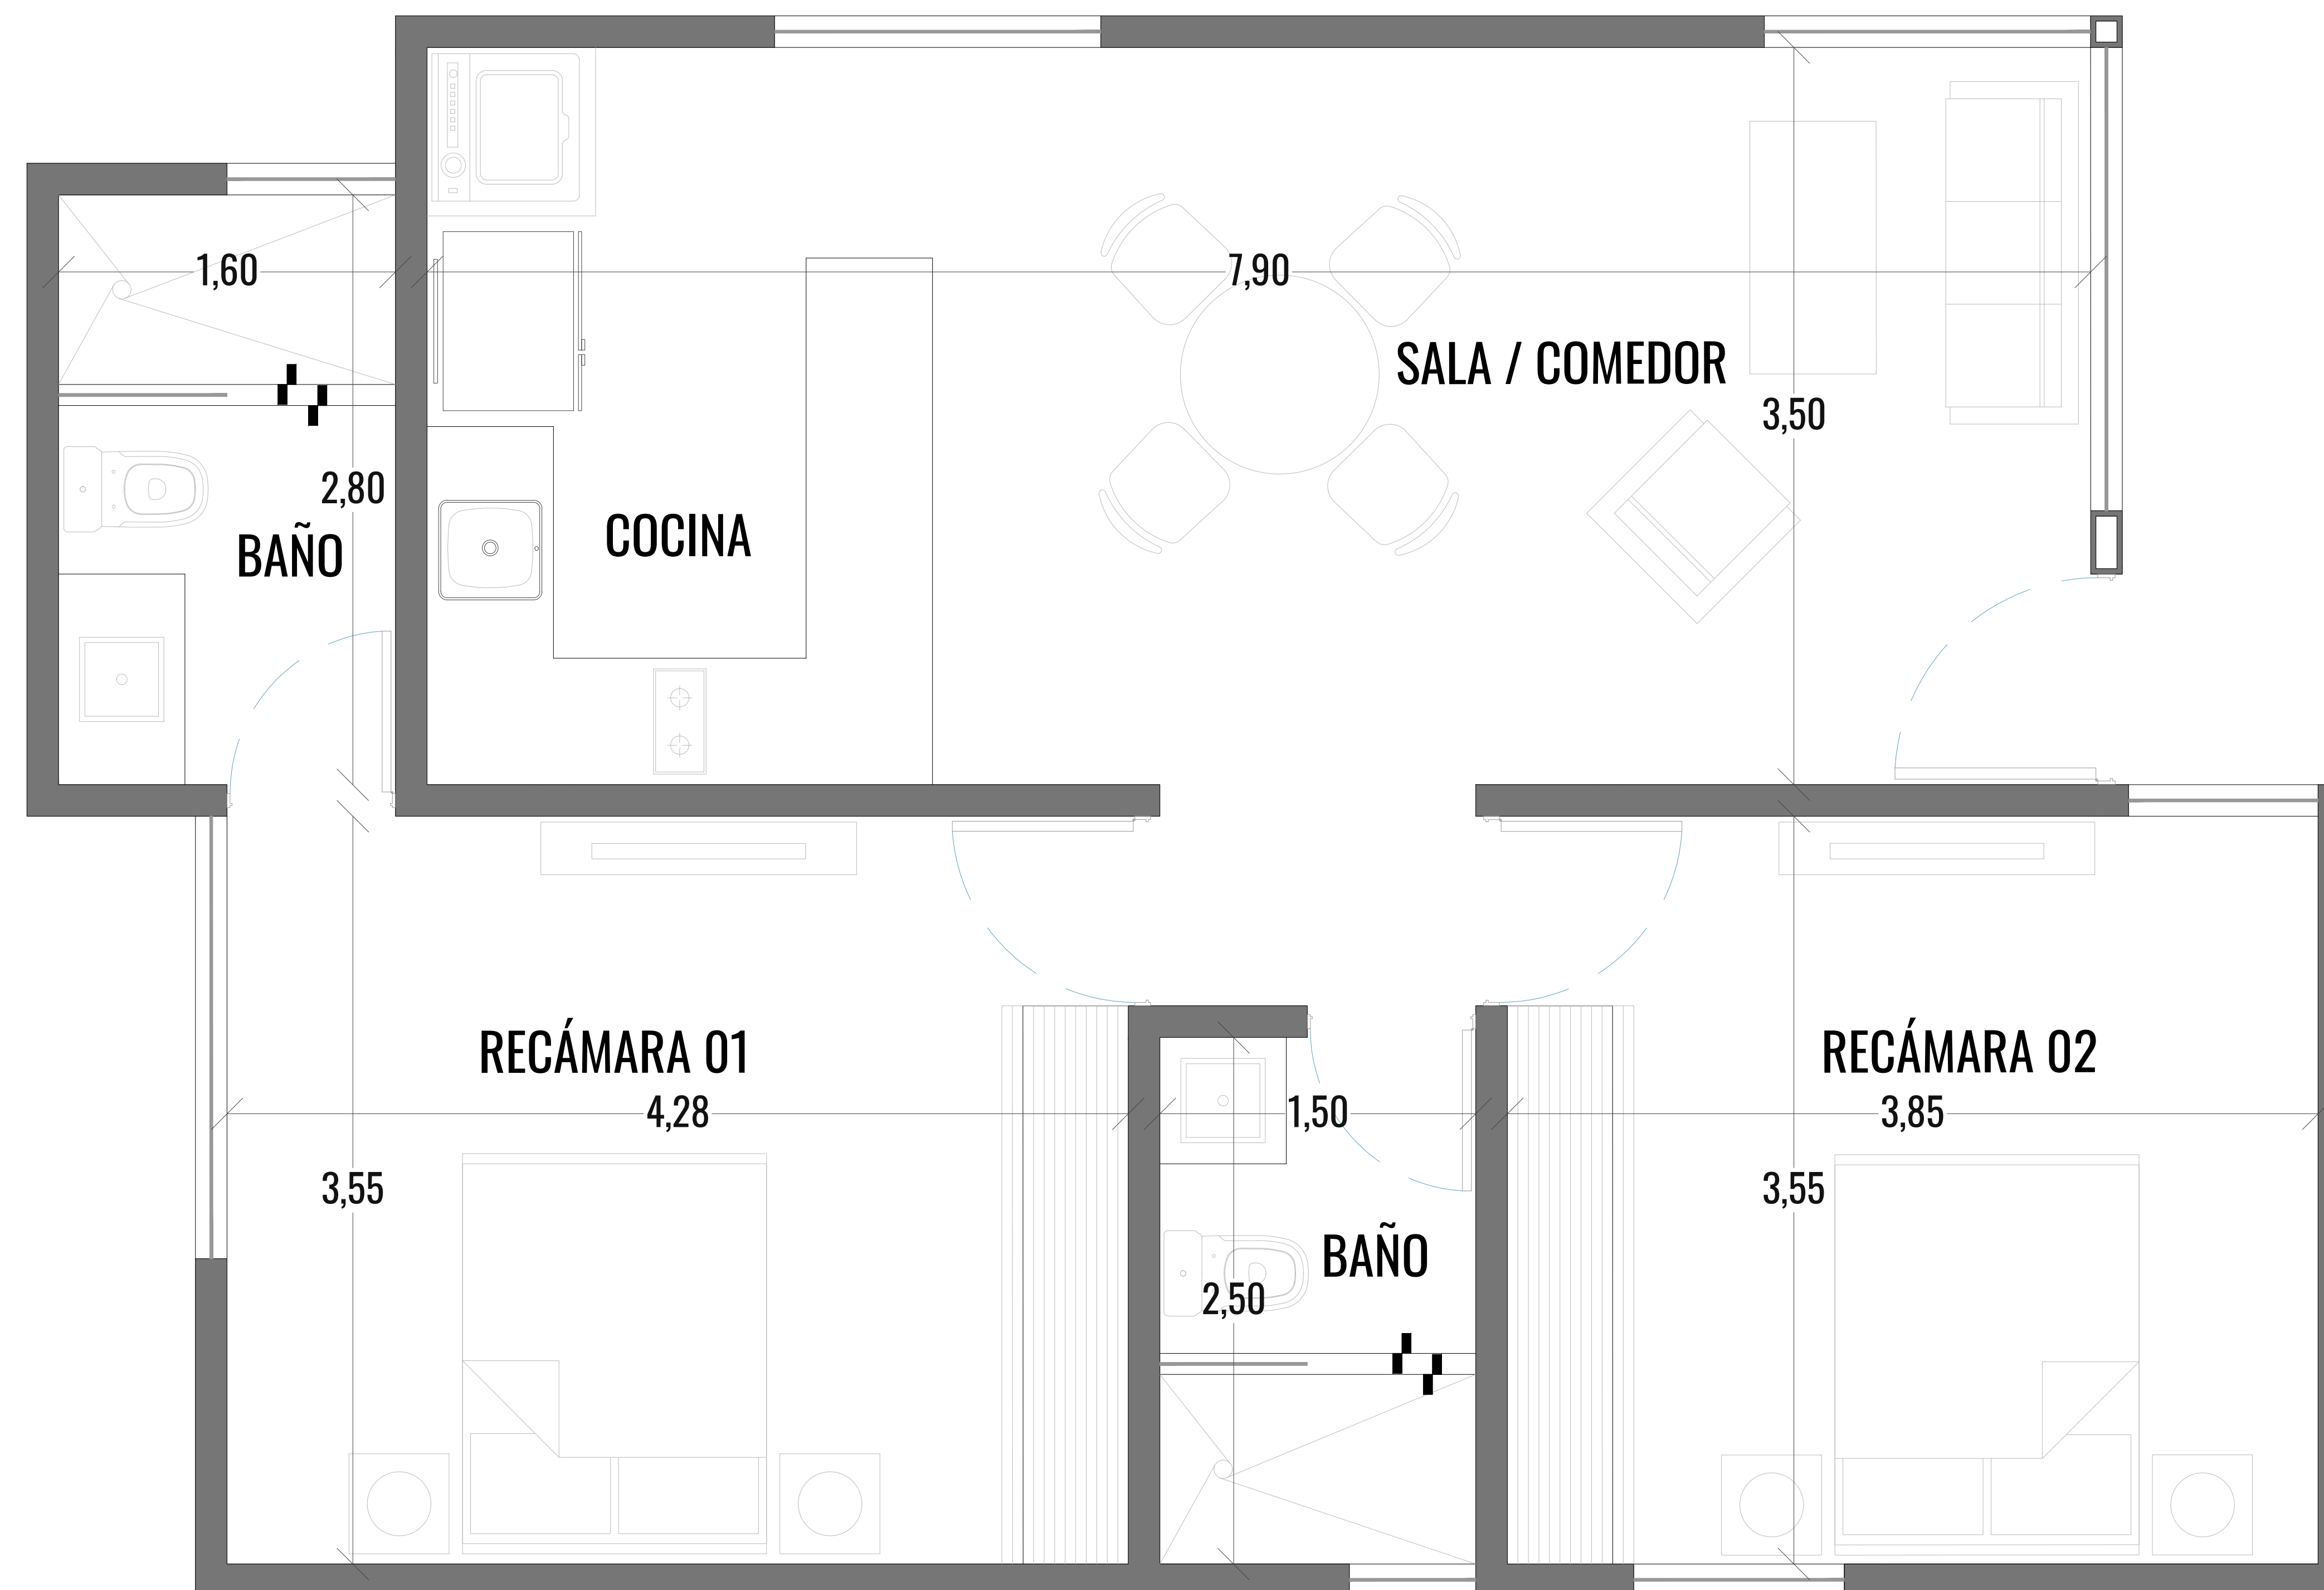 1,60
7,90
SALA / COMEDOR
3,50
2,80
COCINA
BAÑO
RECÁMARA 01
RECÁMARA 02
4,28
1,50
3,85
3,55
3,55
BAÑO
2,50